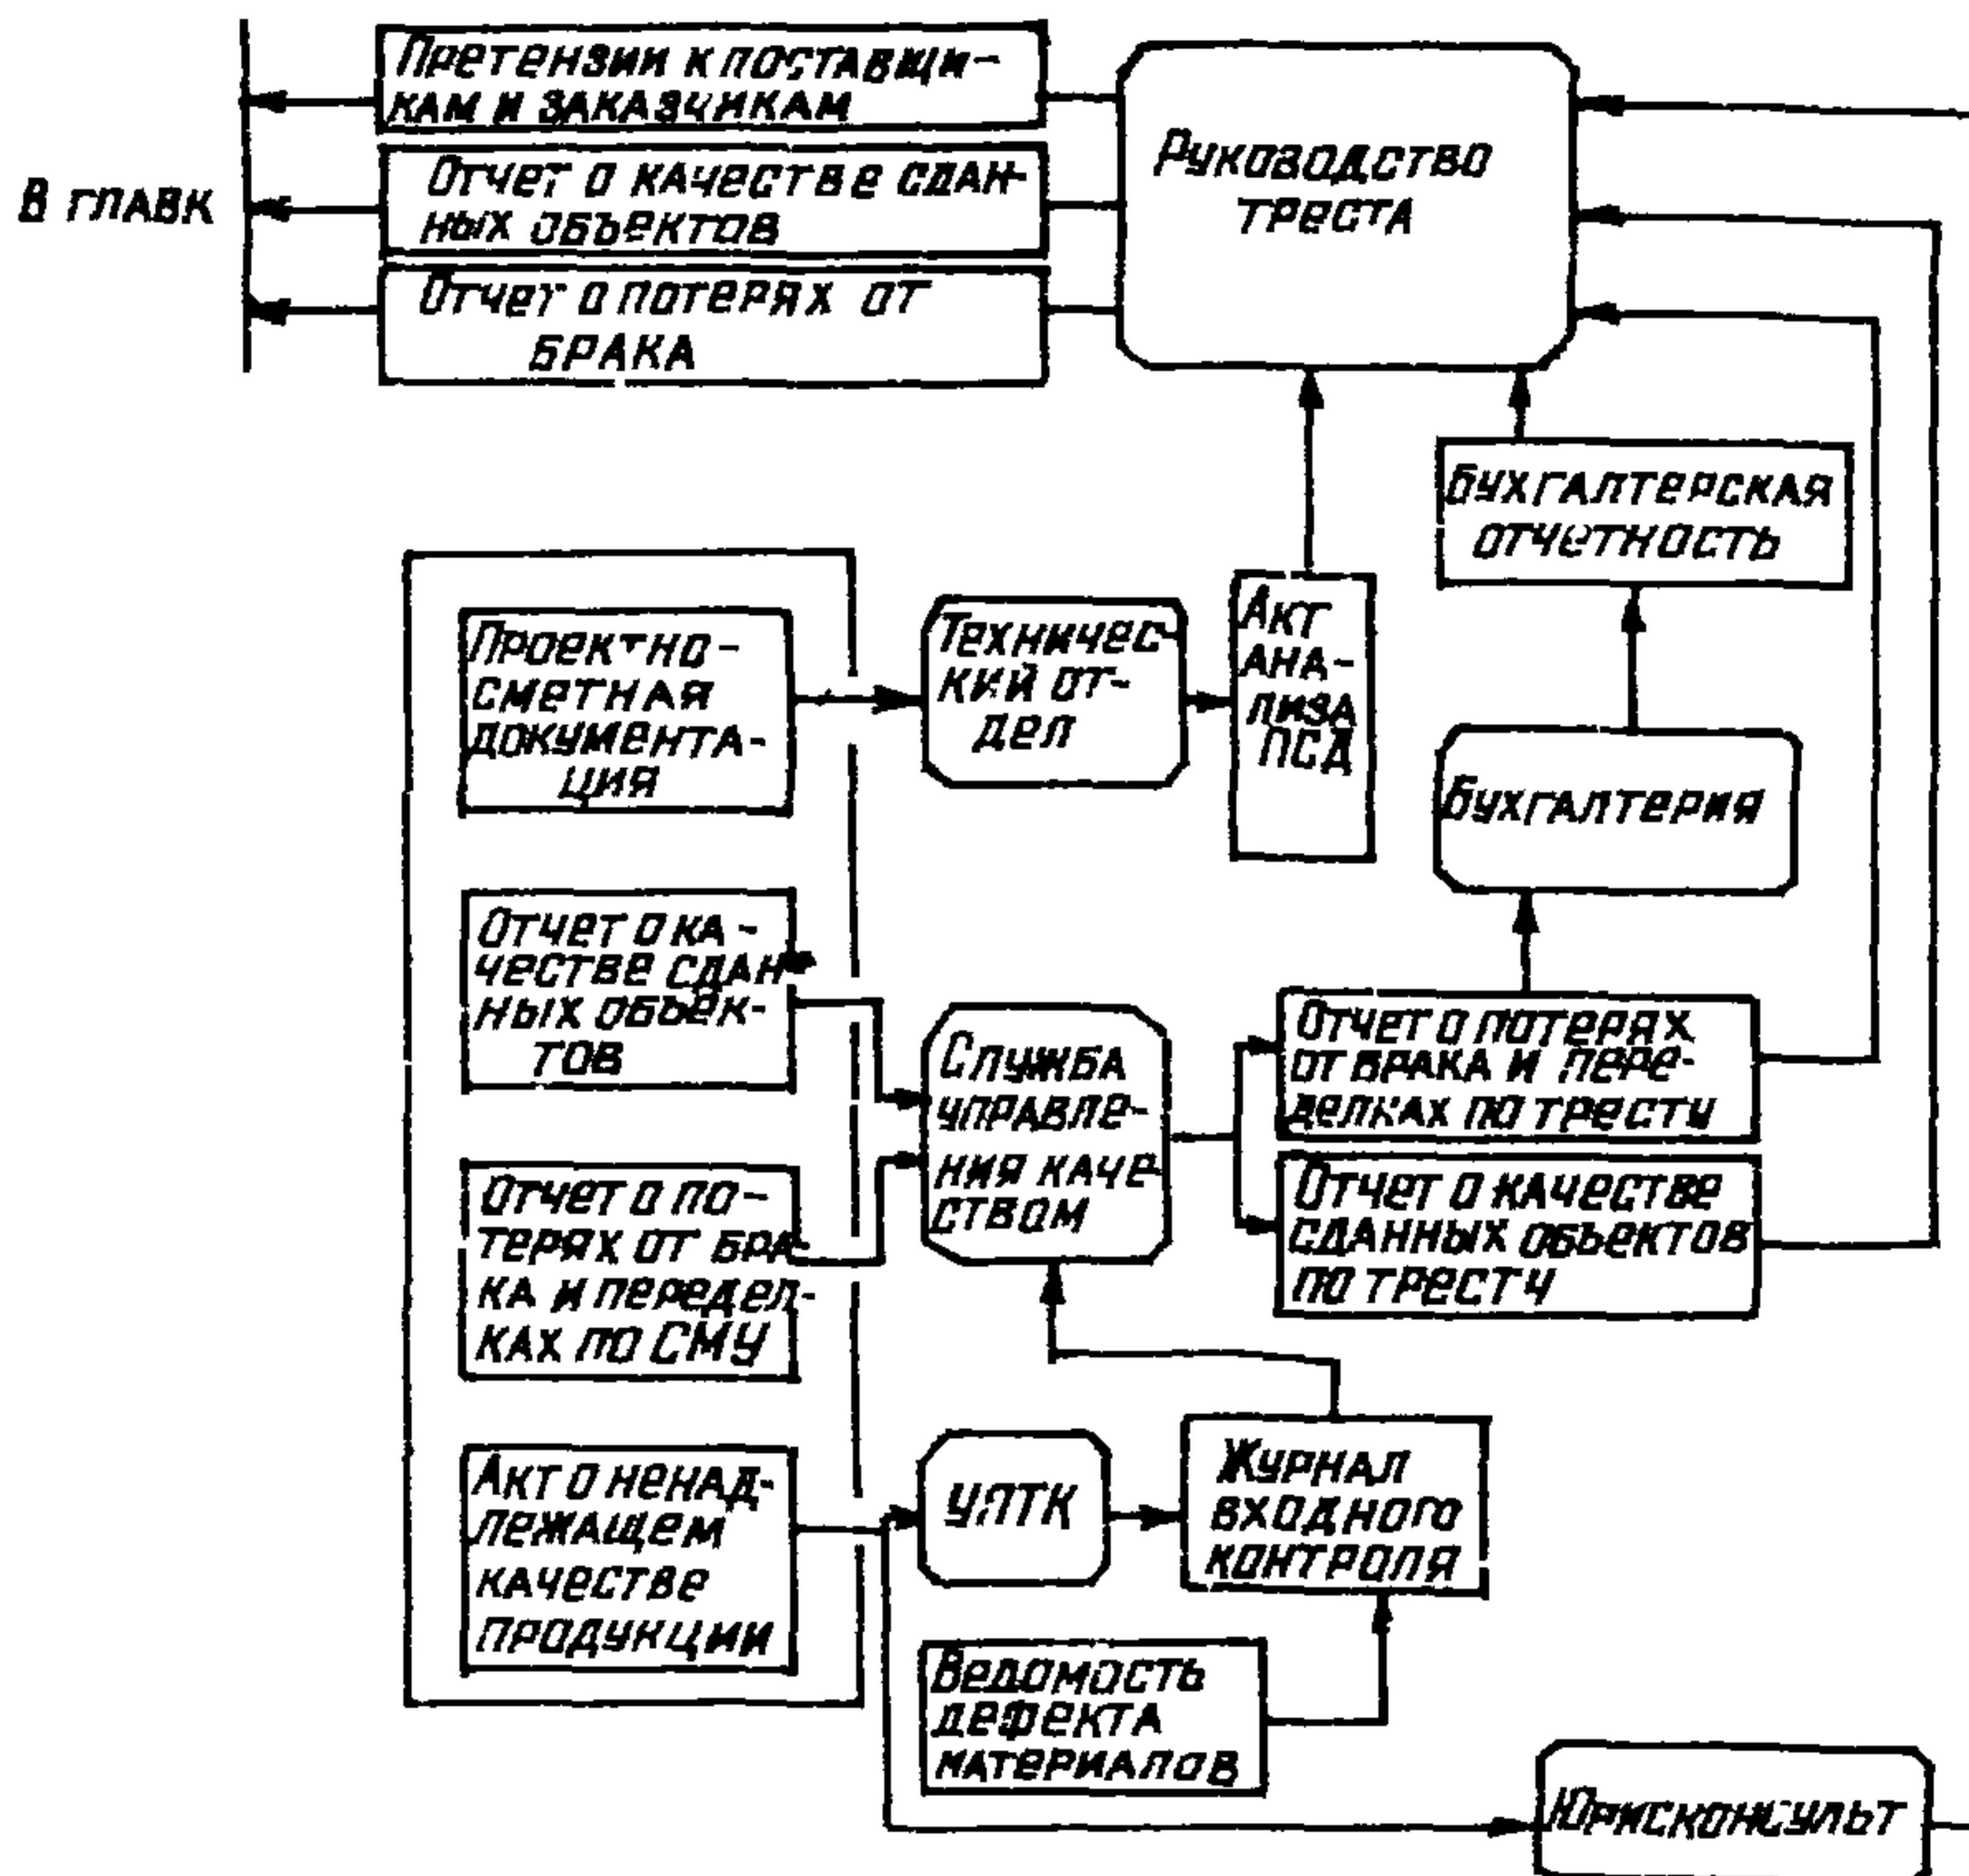 Претензии к поставщи-
кам и заказчикам
Отчет о качестве сдан-
ных объектов
Отчет о потерях от
брака
В главк
Руководство
треста
Бухгалтерская
отчетность
Проектно-
сметная
документа-
ция
Техничес-
кий от-
дел
Акт
ана-
лиза
ПСД
Бухгалтерия
Отчет о ка-
честве сдан
ных объек-
тов
Служба
управле-
ния каче-
ством
Отчет о потерях
от брака и пере-
делках по тресту
Отчет о качестве
сданных объектов
по тресту
Отчет о по-
терях от бра-
ка и передел-
ках по СМУ
Акт о ненад-
лежащем
качестве
продукции
УПТК
Журнал
входного
контроля
Ведомость
дефекта
материалов
Юрисконсульт